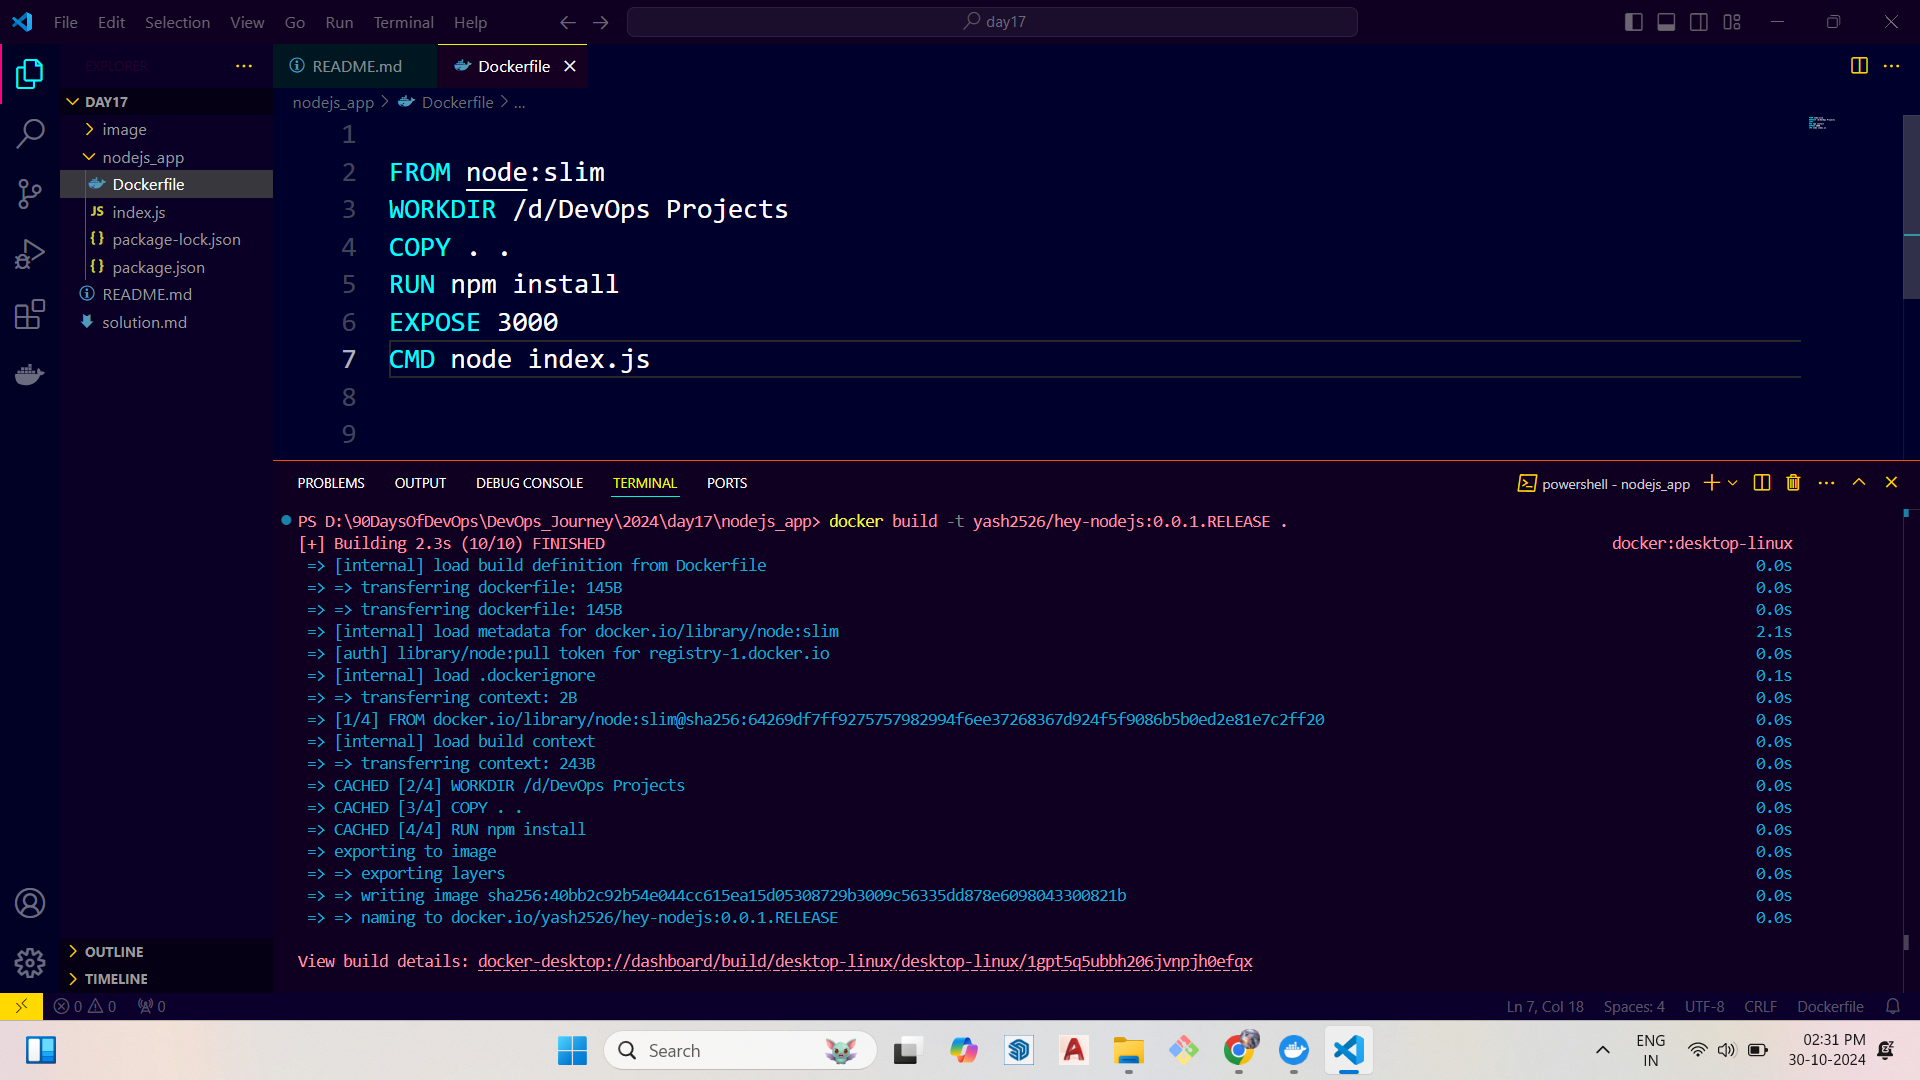 File Edit Selection View Go Run Terminal Help
day17
EXPLORER
README.md
Dockerfile
DAY17
image
nodejs_app
Dockerfile
JS index.js
{} package-lock.json
{} package.json
README.md
solution.md
OUTLINE
TIMELINE
nodejs_app > Dockerfile > ...
1
2 FROM node:slim
3 WORKDIR /d/DevOps Projects
4 COPY . .
5 RUN npm install
6 EXPOSE 3000
7 CMD node index.js
8
9
PROBLEMS OUTPUT DEBUG CONSOLE TERMINAL PORTS
powershell - nodejs_app
PS D:\90DaysOfDevOps\DevOps_Journey\2024\day17\nodejs_app> docker build -t yash2526/hey-nodejs:0.0.1.RELEASE .
[+] Building 2.3s (10/10) FINISHED docker:desktop-linux
=> [internal] load build definition from Dockerfile 0.0s
=> => transferring dockerfile: 145B 0.0s
=> => transferring dockerfile: 145B 0.0s
=> [internal] load metadata for docker.io/library/node:slim 2.1s
=> [auth] library/node:pull token for registry-1.docker.io 0.0s
=> [internal] load .dockerignore 0.1s
=> => transferring context: 2B 0.0s
=> [1/4] FROM docker.io/library/node:slim@sha256:64269df7ff9275757982994f6ee37268367d924f5f9086b5b0ed2e81e7c2ff20 0.0s
=> [internal] load build context 0.0s
=> => transferring context: 243B 0.0s
=> CACHED [2/4] WORKDIR /d/DevOps Projects 0.0s
=> CACHED [3/4] COPY . . 0.0s
=> CACHED [4/4] RUN npm install 0.0s
=> exporting to image 0.0s
=> => exporting layers 0.0s
=> => writing image sha256:40bb2c92b54e044cc615ea15d05308729b3009c56335dd878e6098043300821b 0.0s
=> => naming to docker.io/yash2526/hey-nodejs:0.0.1.RELEASE 0.0s
View build details: docker-desktop://dashboard/build/desktop-linux/desktop-linux/1gpt5q5ubbh206jvnpjh0efqx
0 0 0
Ln 7, Col 18 Spaces: 4 UTF-8 CRLF Dockerfile
Search
ENG
IN
02:31 PM
30-10-2024